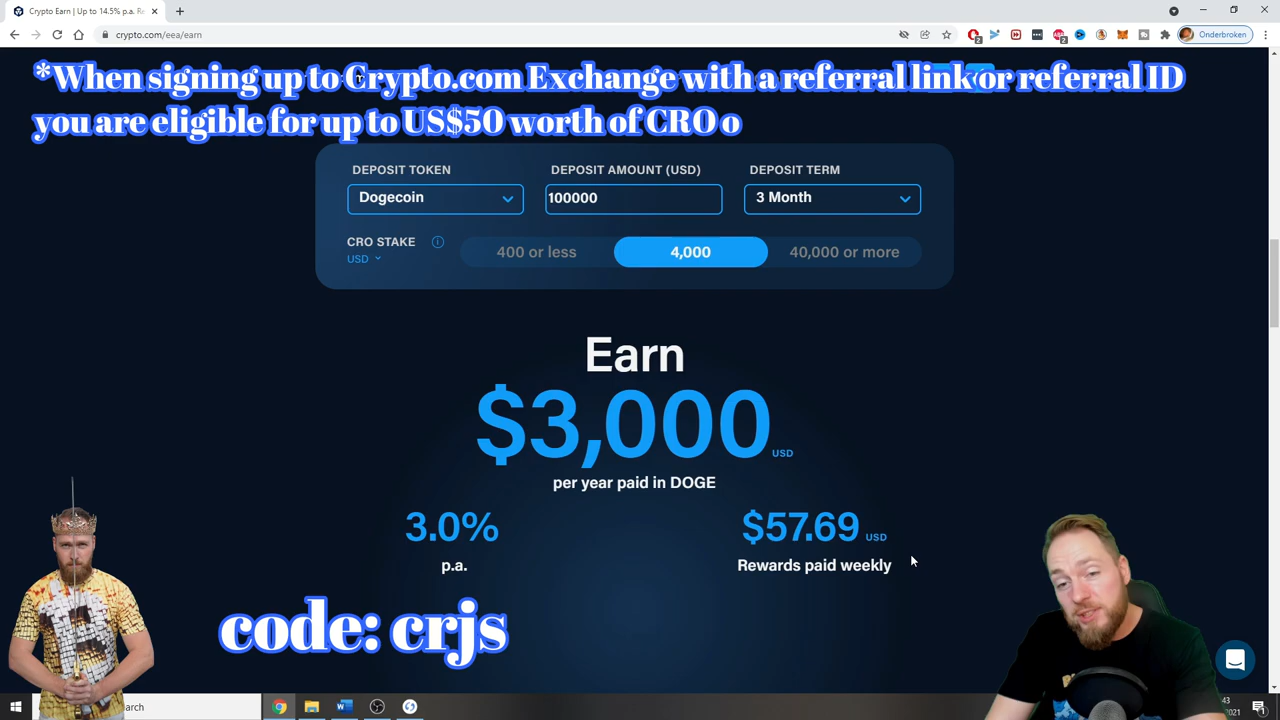 Crypto Earn | Up to 14.5% p.a. Re
crypto.com/eea/earn
Onderbroken
*When signing up to Crypto.com Exchange with a referral link or referral ID
you are eligible for up to US$50 worth of CRO o
DEPOSIT TOKEN
DEPOSIT AMOUNT (USD)
DEPOSIT TERM
Dogecoin
100000
3 Month
CRO STAKE
USD
400 or less
4,000
40,000 or more
Earn
$3,000 USD
per year paid in DOGE
3.0%
p.a.
$57.69 USD
Rewards paid weekly
code: crjs
arch
43
2021